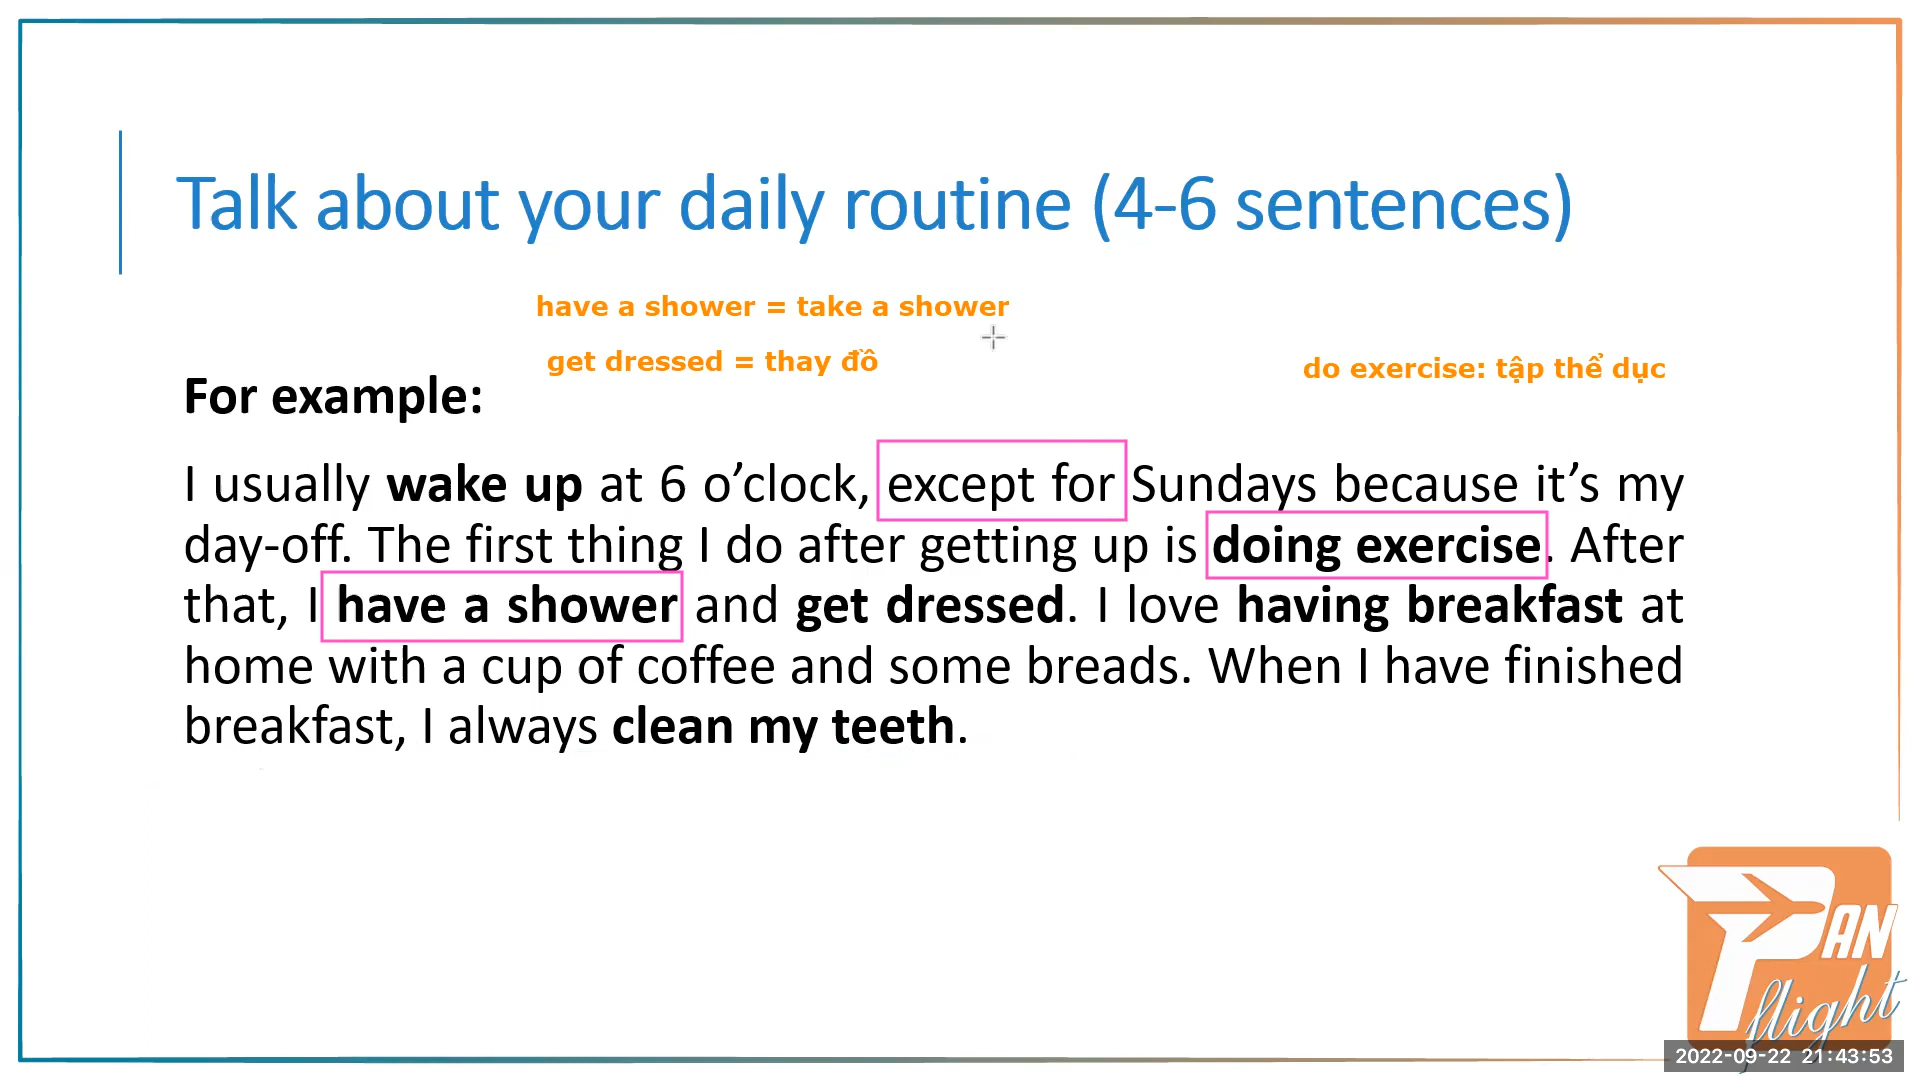 Talk about your daily routine (4-6 sentences)
have a shower = take a shower
get dressed = thay đồ
do exercise: tập thể dục
For example:
I usually wake up at 6 o’clock, except for Sundays because it’s my
day-off. The first thing I do after getting up is doing exercise. After
that, I have a shower and get dressed. I love having breakfast at
home with a cup of coffee and some breads. When I have finished
breakfast, I always clean my teeth.
PAN
flight
2022-09-22 21:43:53